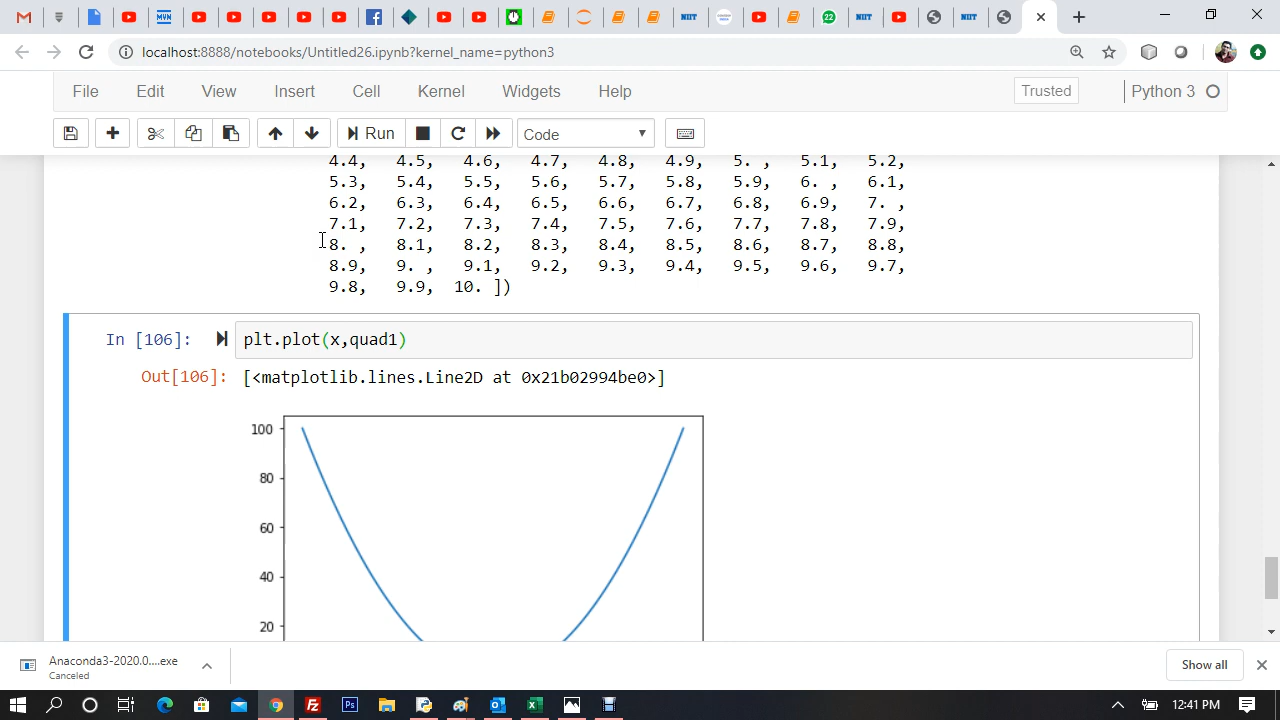 MVN
NIIT
22
NIIT
NIIT
localhost:8888/notebooks/Untitled26.ipynb?kernel_name=python3
File Edit View Insert Cell Kernel Widgets Help Trusted Python 3
Run Code
4.4, 4.5, 4.6, 4.7, 4.8, 4.9, 5. , 5.1, 5.2,
5.3, 5.4, 5.5, 5.6, 5.7, 5.8, 5.9, 6. , 6.1,
6.2, 6.3, 6.4, 6.5, 6.6, 6.7, 6.8, 6.9, 7. ,
7.1, 7.2, 7.3, 7.4, 7.5, 7.6, 7.7, 7.8, 7.9,
8. , 8.1, 8.2, 8.3, 8.4, 8.5, 8.6, 8.7, 8.8,
8.9, 9. , 9.1, 9.2, 9.3, 9.4, 9.5, 9.6, 9.7,
9.8, 9.9, 10. ])
In [106]: plt.plot(x,quad1)
Out[106]: [<matplotlib.lines.Line2D at 0x21b02994be0>]
100
80
60
40
20
Anaconda3-2020.0....exe
Canceled
Show all
Fz Ps 12:41 PM